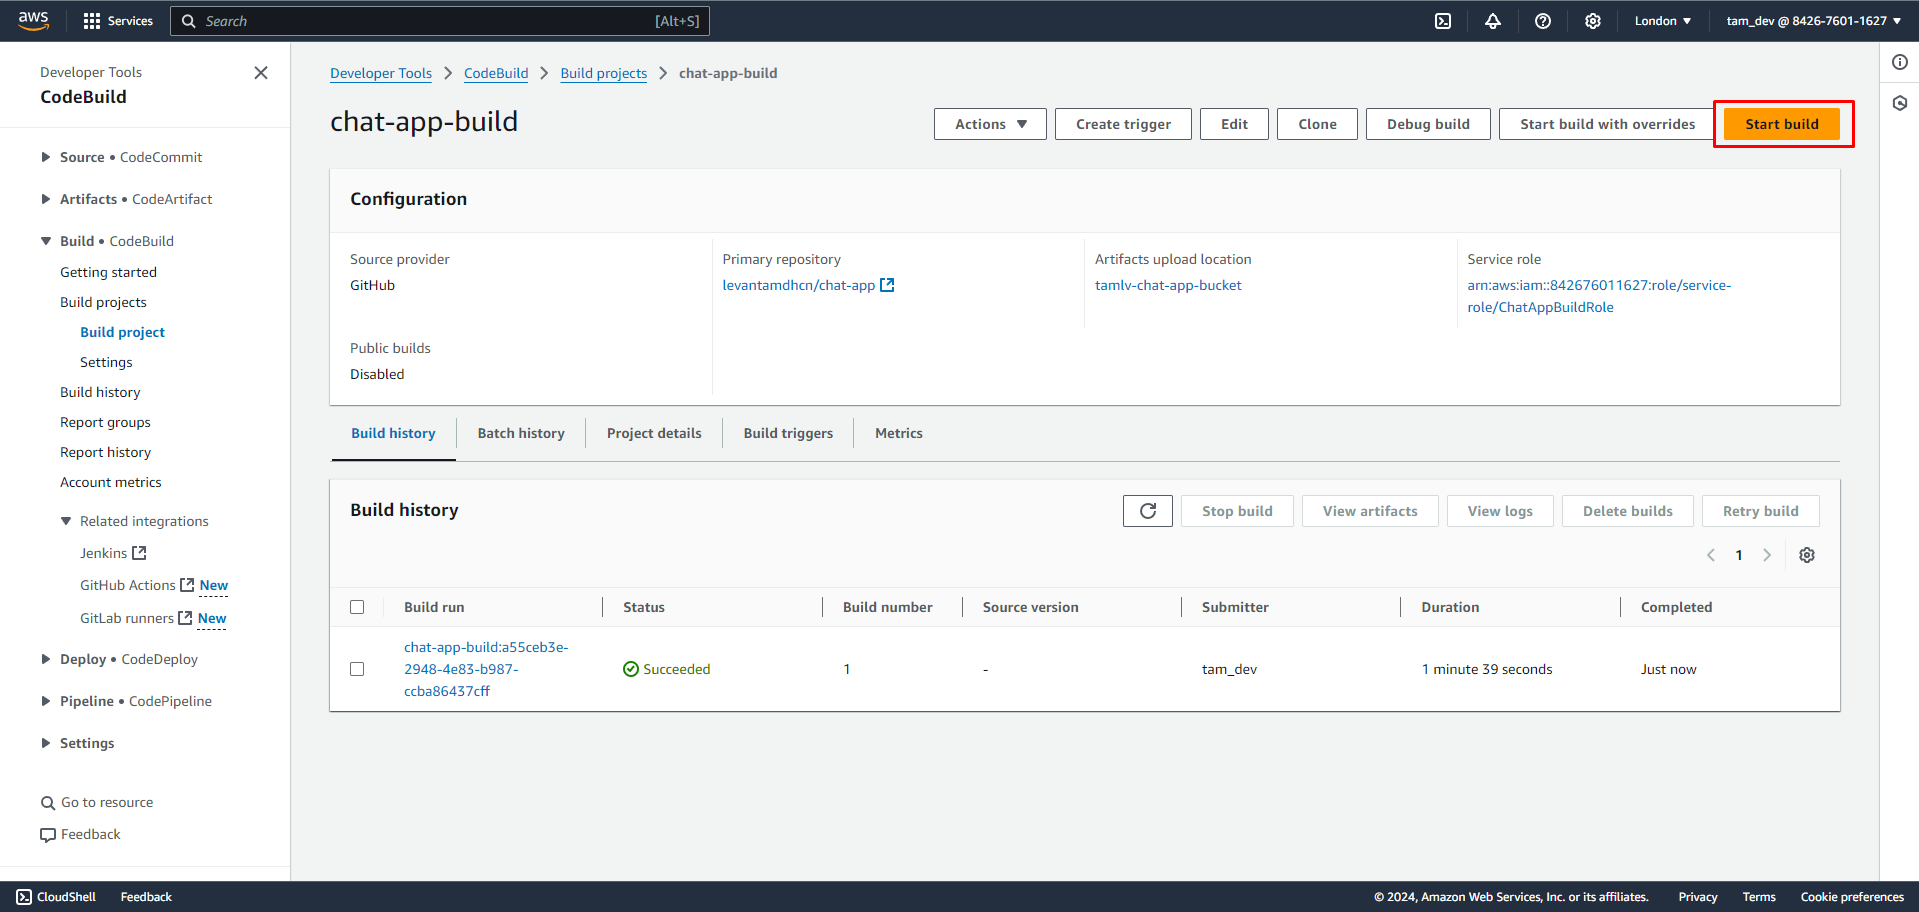 aws
Services
Search
[Alt+S]
London
tam_dev @ 8426-7601-1627
Developer Tools
CodeBuild
Source • CodeCommit
Artifacts • CodeArtifact
Build • CodeBuild
Getting started
Build projects
Build project
Settings
Build history
Report groups
Report history
Account metrics
Related integrations
Jenkins
GitHub Actions New
GitLab runners New
Deploy • CodeDeploy
Pipeline • CodePipeline
Settings
Go to resource
Feedback
Developer Tools > CodeBuild > Build projects > chat-app-build
chat-app-build
Actions
Create trigger
Edit
Clone
Debug build
Start build with overrides
Start build
Configuration
Source provider
GitHub
Primary repository
levantamdhcn/chat-app
Artifacts upload location
tamlv-chat-app-bucket
Service role
arn:aws:iam::842676011627:role/service-
role/ChatAppBuildRole
Public builds
Disabled
Build history
Batch history
Project details
Build triggers
Metrics
Build history
Stop build
View artifacts
View logs
Delete builds
Retry build
1
Build run
Status
Build number
Source version
Submitter
Duration
Completed
chat-app-build:a55ceb3e-
2948-4e83-b987-
ccba86437cff
Succeeded
1
-
tam_dev
1 minute 39 seconds
Just now
CloudShell
Feedback
© 2024, Amazon Web Services, Inc. or its affiliates.
Privacy
Terms
Cookie preferences